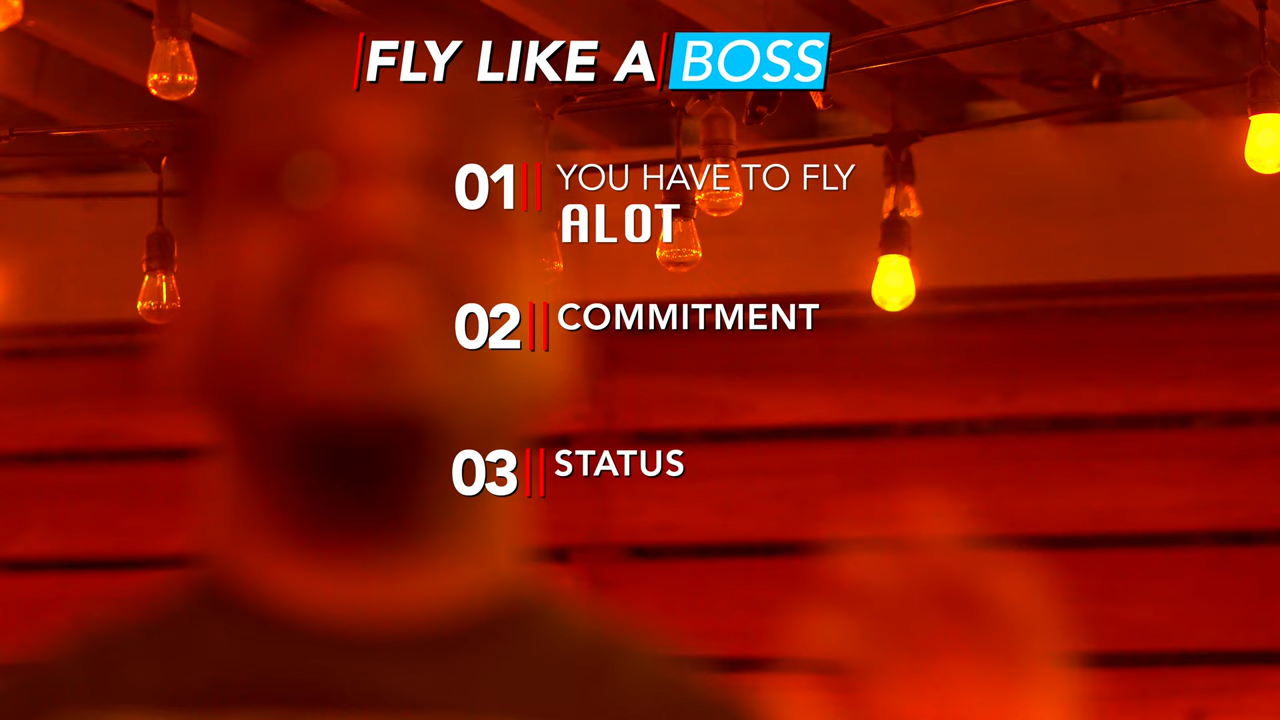 FLY LIKE A BOSS
01 YOU HAVE TO FLY
ALOT
02 COMMITMENT
03 STATUS